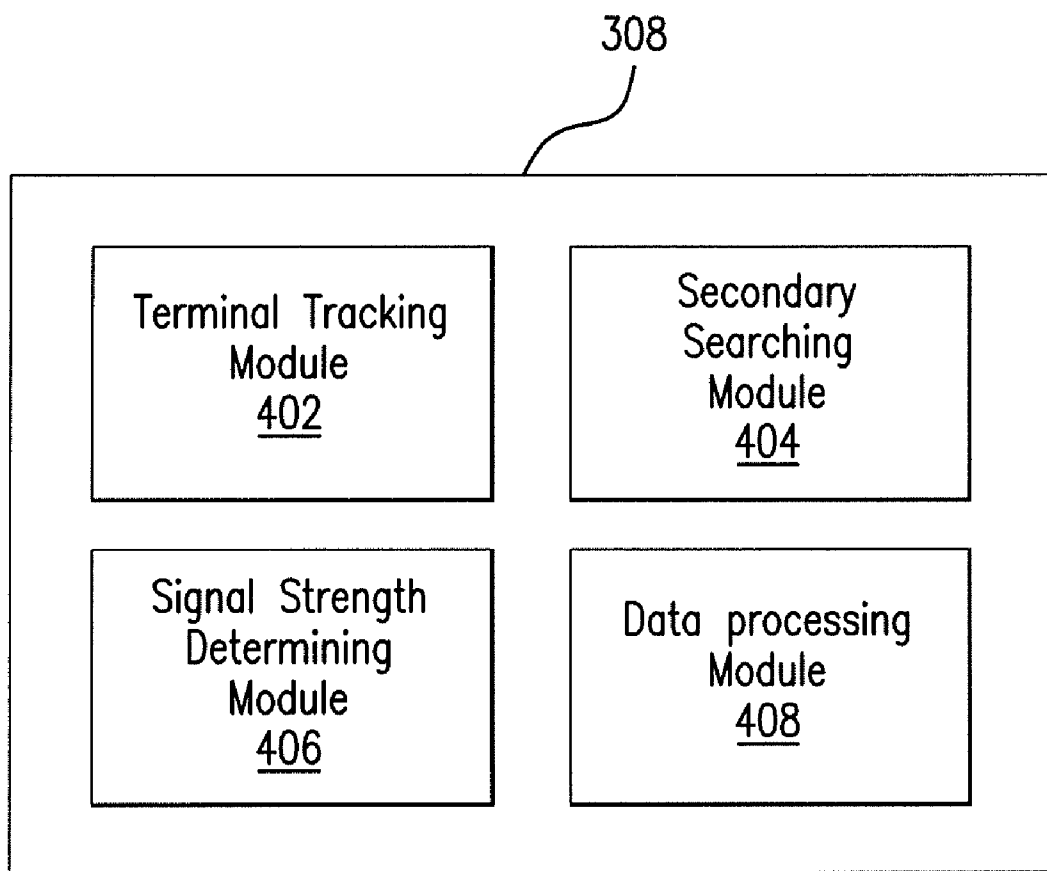 308
Terminal Tracking
Module
402
Secondary
Searching
Module
404
Signal Strength
Determining
Module
406
Data processing
Module
408